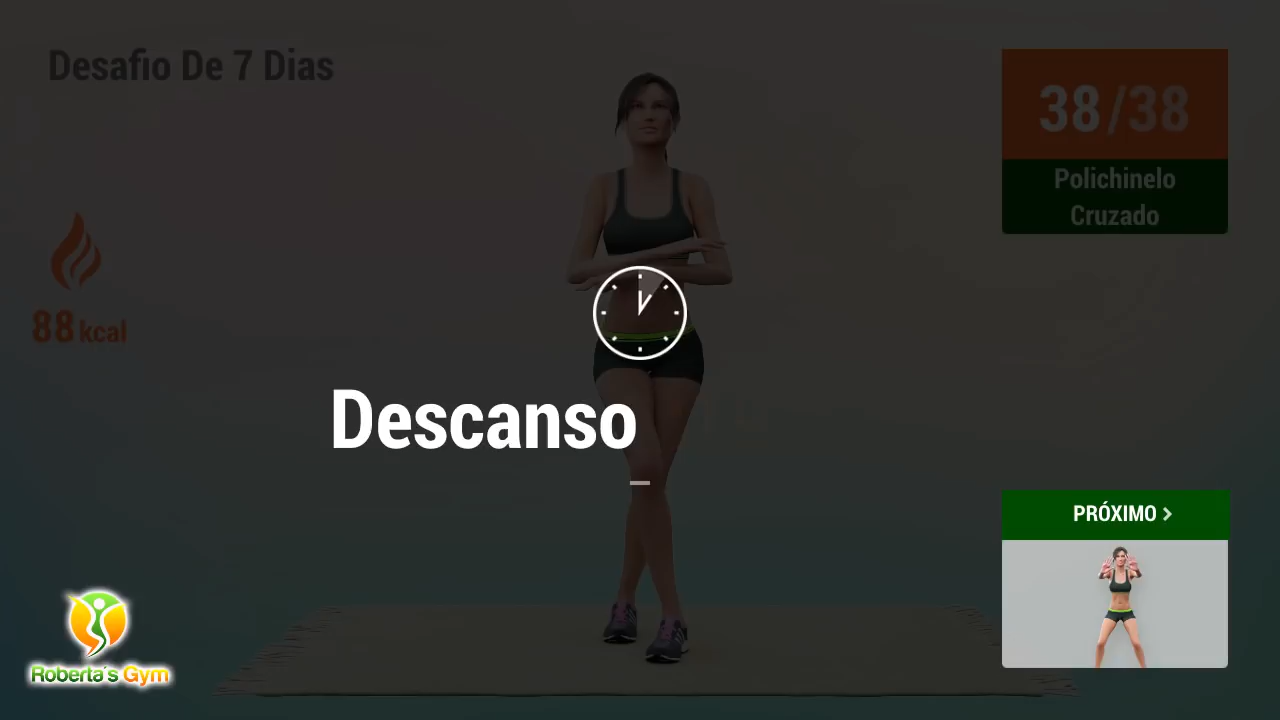 Desafio De 7 Dias
38/38
Polichinelo
Cruzado
88 kcal
Descanso
PRÓXIMO >
Roberta´s Gym